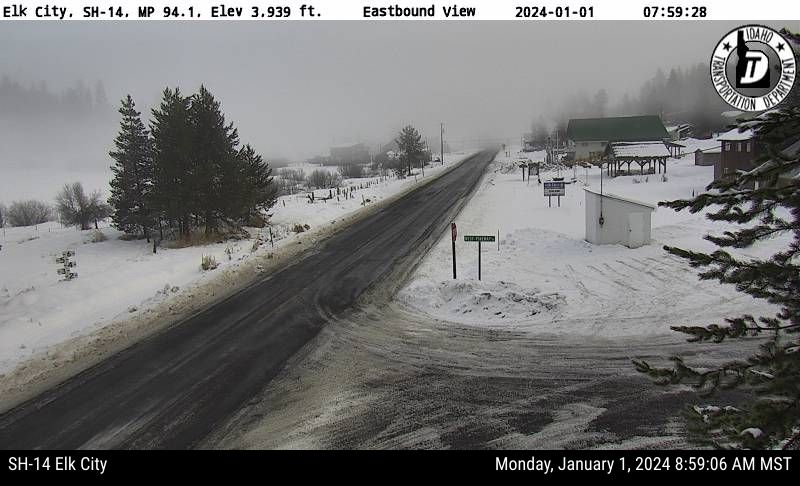 Elk City, SH-14, MP 94.1, Elev 3,939 ft. Eastbound View 2024-01-01 07:59:28
IDAHO
TRANSPORTATION DEPARTMENT
SH-14 Elk City Monday, January 1, 2024 8:59:06 AM MST